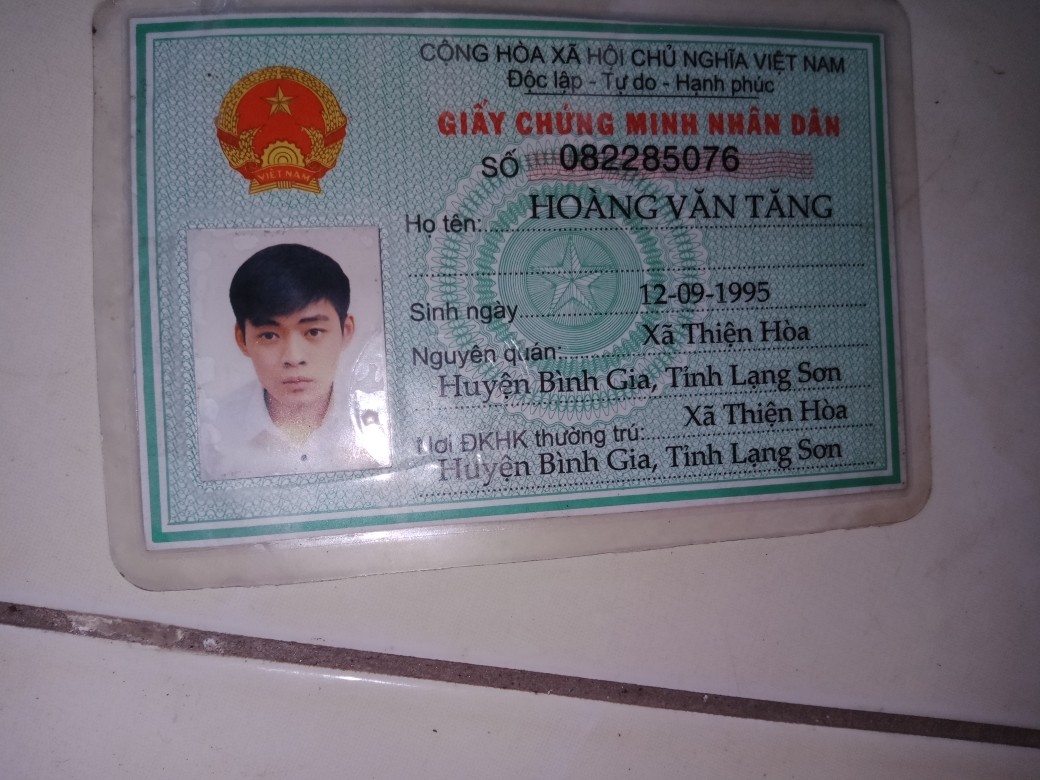 CỘNG HÒA XÃ HỘI CHỦ NGHĨA VIỆT NAM
Độc lập - Tự do - Hạnh phúc
GIẤY CHỨNG MINH NHÂN DÂN
SỐ 082285076
VIỆT NAM
Họ tên: HOÀNG VĂN TĂNG
Sinh ngày 12-09-1995
Nguyên quán: Xã Thiện Hòa
Huyện Bình Gia, Tỉnh Lạng Sơn
Nơi ĐKHK thường trú: Xã Thiện Hòa
Huyện Bình Gia, Tỉnh Lạng Sơn